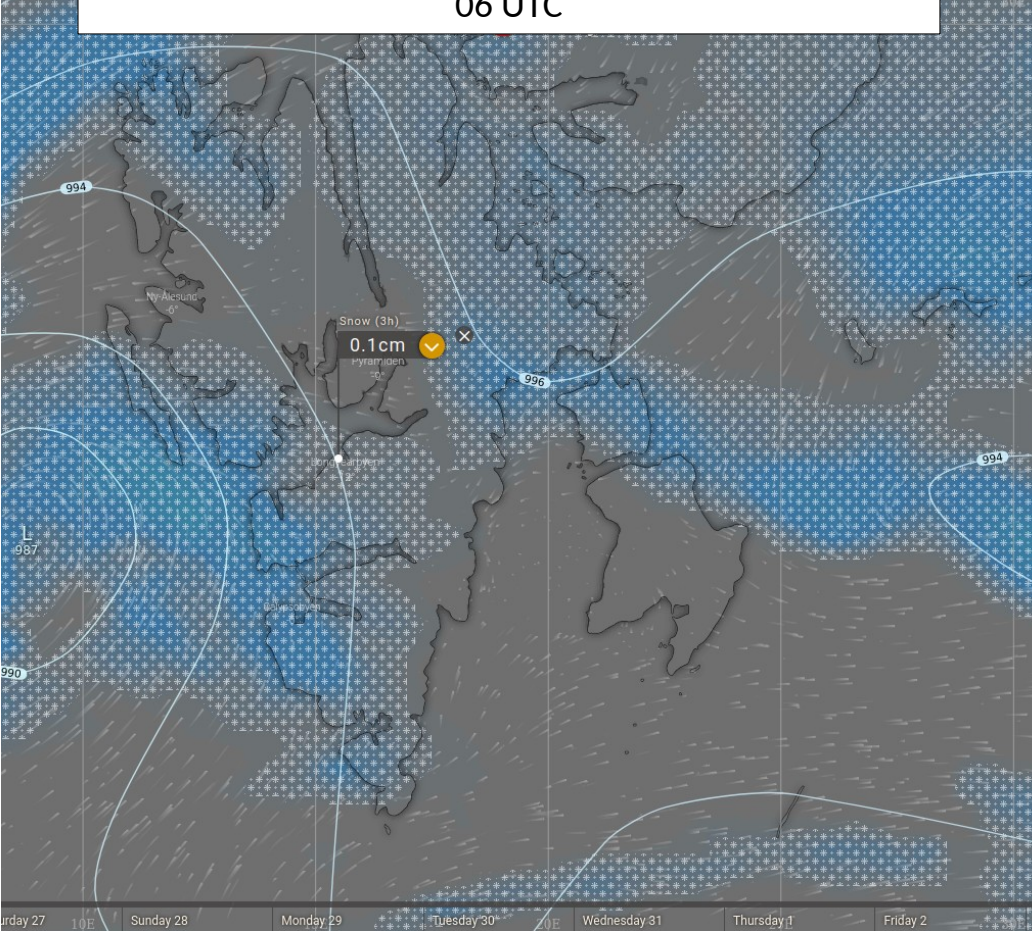 06 UTC
994
Ny-Ålesund
-6°
Snow (3h)
0.1cm
Pyramiden
996
994
L
987
Calypsobyen
990
urday 27
Sunday 28
Monday 29
Tuesday 30
Wednesday 31
Thursday 1
Friday 2
10E
20E